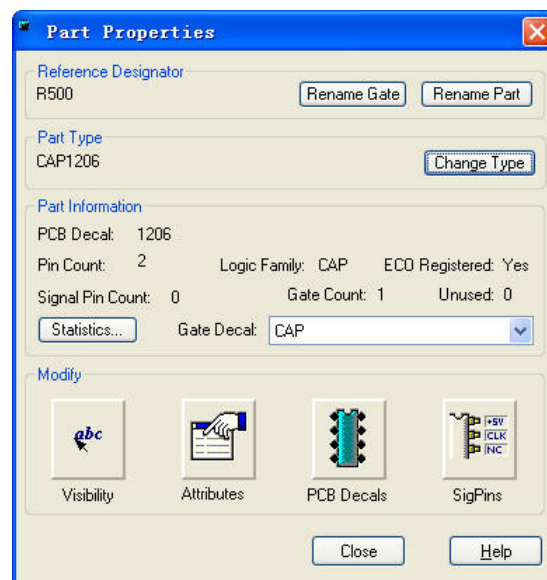 Part Properties
Reference Designator
R500
Rename Gate
Rename Part
Part Type
CAP1206
Change Type
Part Information
PCB Decal: 1206
Pin Count: 2 Logic Family: CAP ECO Registered: Yes
Signal Pin Count: 0 Gate Count: 1 Unused: 0
Statistics... Gate Decal: CAP
Modify
abc
+5V
CLK
NC
Visibility Attributes PCB Decals SigPins
Close Help